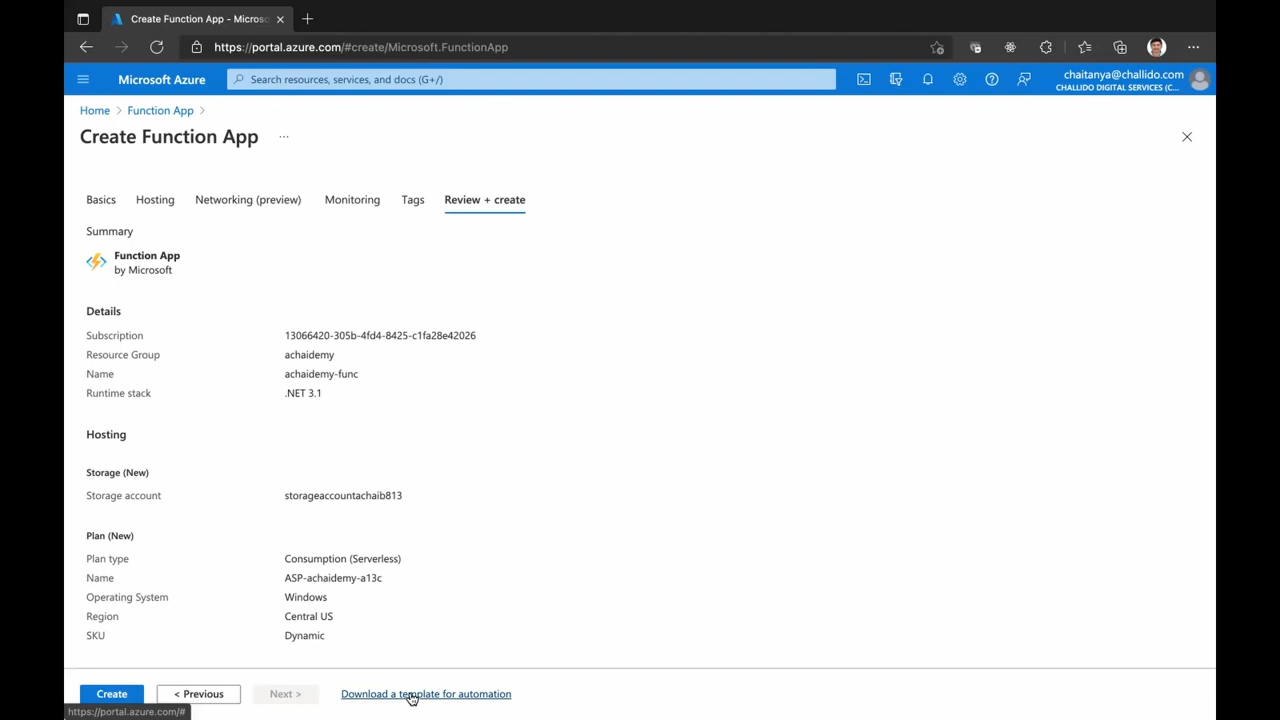 Create Function App - Micros
https://portal.azure.com/#create/Microsoft.FunctionApp
Microsoft Azure
Search resources, services, and docs (G+/)
chaitanya@challido.com
CHALLIDO DIGITAL SERVICES (C...
Home > Function App >
Create Function App ...
Basics Hosting Networking (preview) Monitoring Tags Review + create
Summary
Function App
by Microsoft
Details
Subscription 13066420-305b-4fd4-8425-c1fa28e42026
Resource Group achaidemy
Name achaidemy-func
Runtime stack .NET 3.1
Hosting
Storage (New)
Storage account storageaccountachaib813
Plan (New)
Plan type Consumption (Serverless)
Name ASP-achaidemy-a13c
Operating System Windows
Region Central US
SKU Dynamic
Create < Previous Next > Download a template for automation
https://portal.azure.com/#